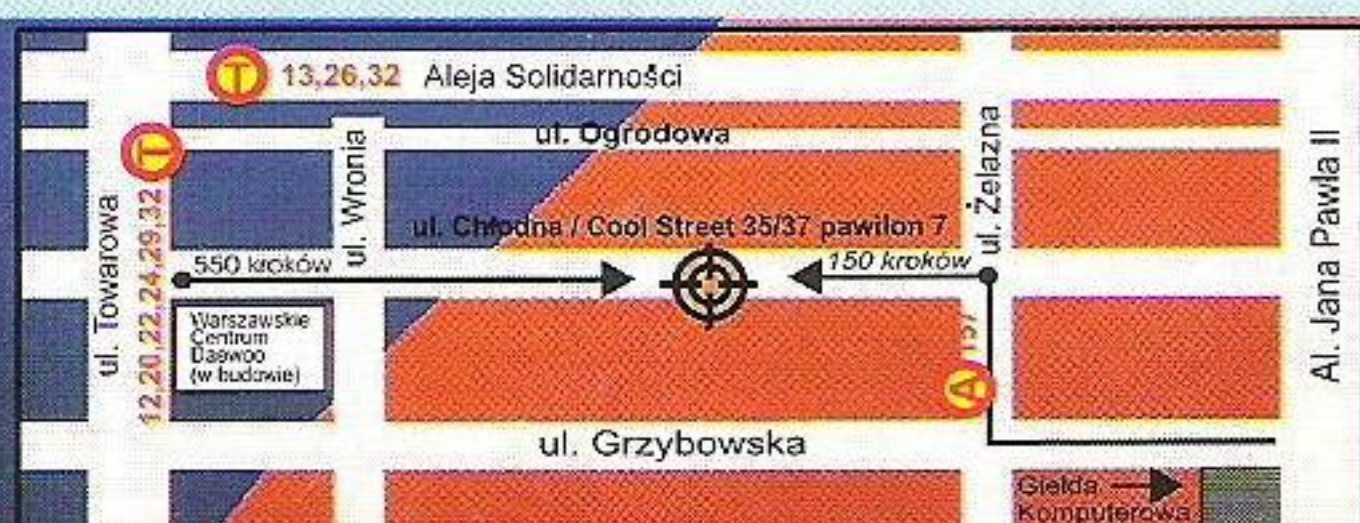 T 13,26,32 Aleja Solidarności
T
ul. Ogrodowa
ul. Wronia
ul. Żelazna
Al. Jana Pawła II
ul. Towarowa
12,20,22,24,29,32
ul. Chłodna / Cool Street 35/37 pawilon 7
550 kroków
150 kroków
Warszawskie
Centrum
Daewoo
(w budowie)
A
ul. Grzybowska
Giełda
Komputerowa